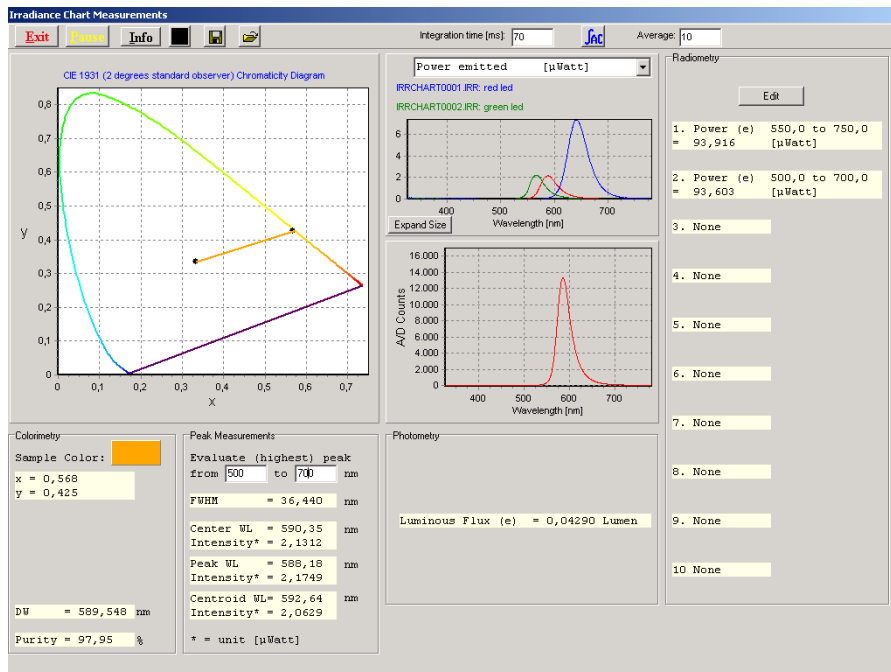 Irradiance Chart Measurements
Exit Pause Info Integration time [ms]: 70 SAC Average: 10
CIE 1931 (2 degrees standard observer) Chromaticity Diagram
0,8
0,7
0,6
0,5
0,4
0,3
0,2
0,1
0
y
0 0,1 0,2 0,3 0,4 0,5 0,6 0,7
x
Power emitted [µWatt]
IRRCHART0001.IRR: red led
IRRCHART0002.IRR: green led
6
4
2
0
400 500 600 700
Wavelength [nm]
Expand Size
16.000
14.000
12.000
10.000
8.000
6.000
4.000
2.000
0
A/D Counts
400 500 600 700
Wavelength [nm]
Radiometry
Edit
1. Power (e) 550,0 to 750,0
= 93,916 [µWatt]
2. Power (e) 500,0 to 700,0
= 93,603 [µWatt]
3. None
4. None
5. None
6. None
7. None
8. None
9. None
10 None
Colorimetry
Sample Color:
x = 0,568
y = 0,425
DW = 589,548 nm
Purity = 97,95 %
Peak Measurements
Evaluate (highest) peak
from 500 to 700 nm
FWHM = 36,440 nm
Center WL = 590,35 nm
Intensity* = 2,1312
Peak WL = 588,18 nm
Intensity* = 2,1749
Centroid WL= 592,64 nm
Intensity* = 2,0629
* = unit [µWatt]
Photometry
Luminous Flux (e) = 0,04290 Lumen